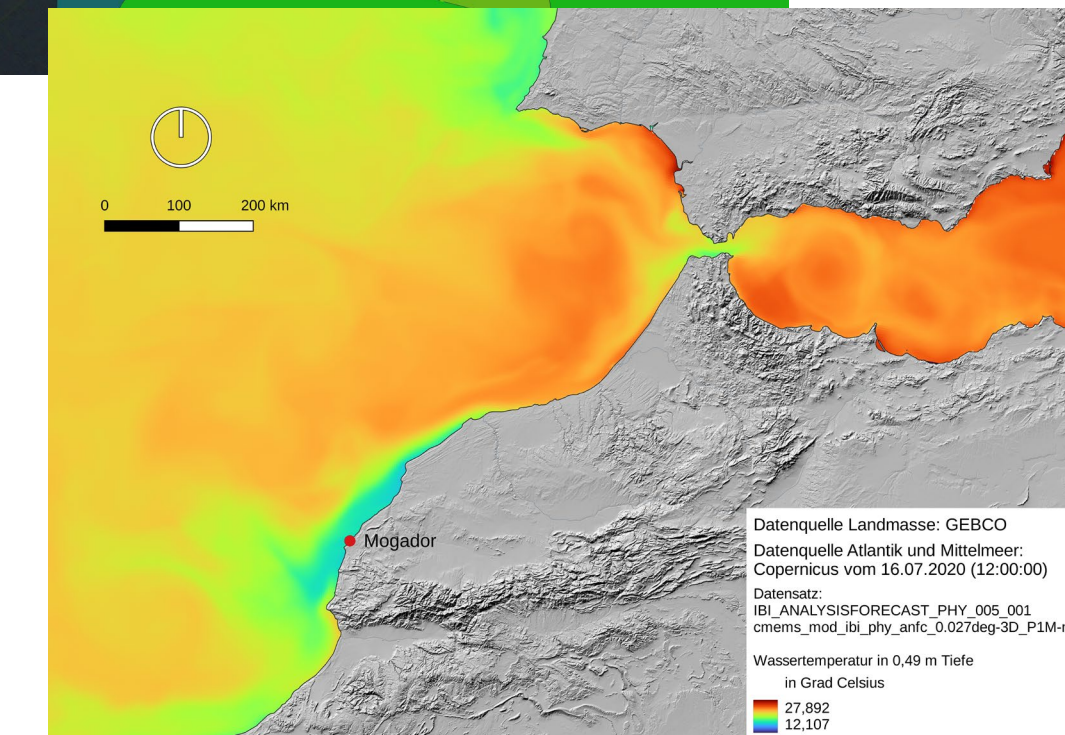 0 100 200 km
Mogador
Datenquelle Landmasse: GEBCO
Datenquelle Atlantik und Mittelmeer:
Copernicus vom 16.07.2020 (12:00:00)
Datensatz:
IBI_ANALYSISFORECAST_PHY_005_001
cmems_mod_ibi_phy_anfc_0.027deg-3D_P1M-
Wassertemperatur in 0,49 m Tiefe
in Grad Celsius
27,892
12,107